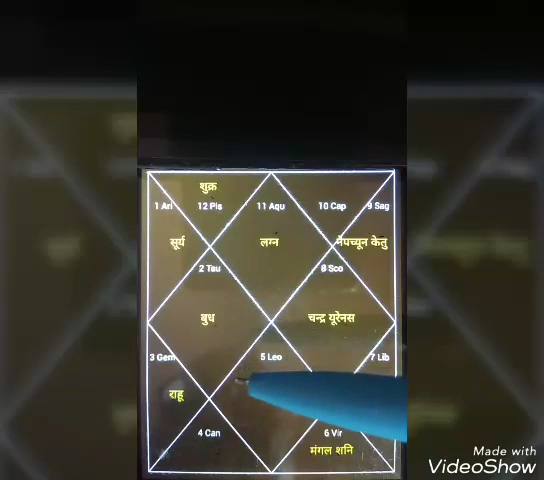 शुक्र
1 Ari
12 Pis
11 Aqu
10 Cap
9 Sag
सूर्य
लग्न
नेपच्यून केतु
2 Tau
8 Sco
बुध
चन्द्र यूरेनस
3 Gem
5 Leo
7 Lib
राहू
4 Can
6 Vir
मंगल शनि
Made with
VideoShow